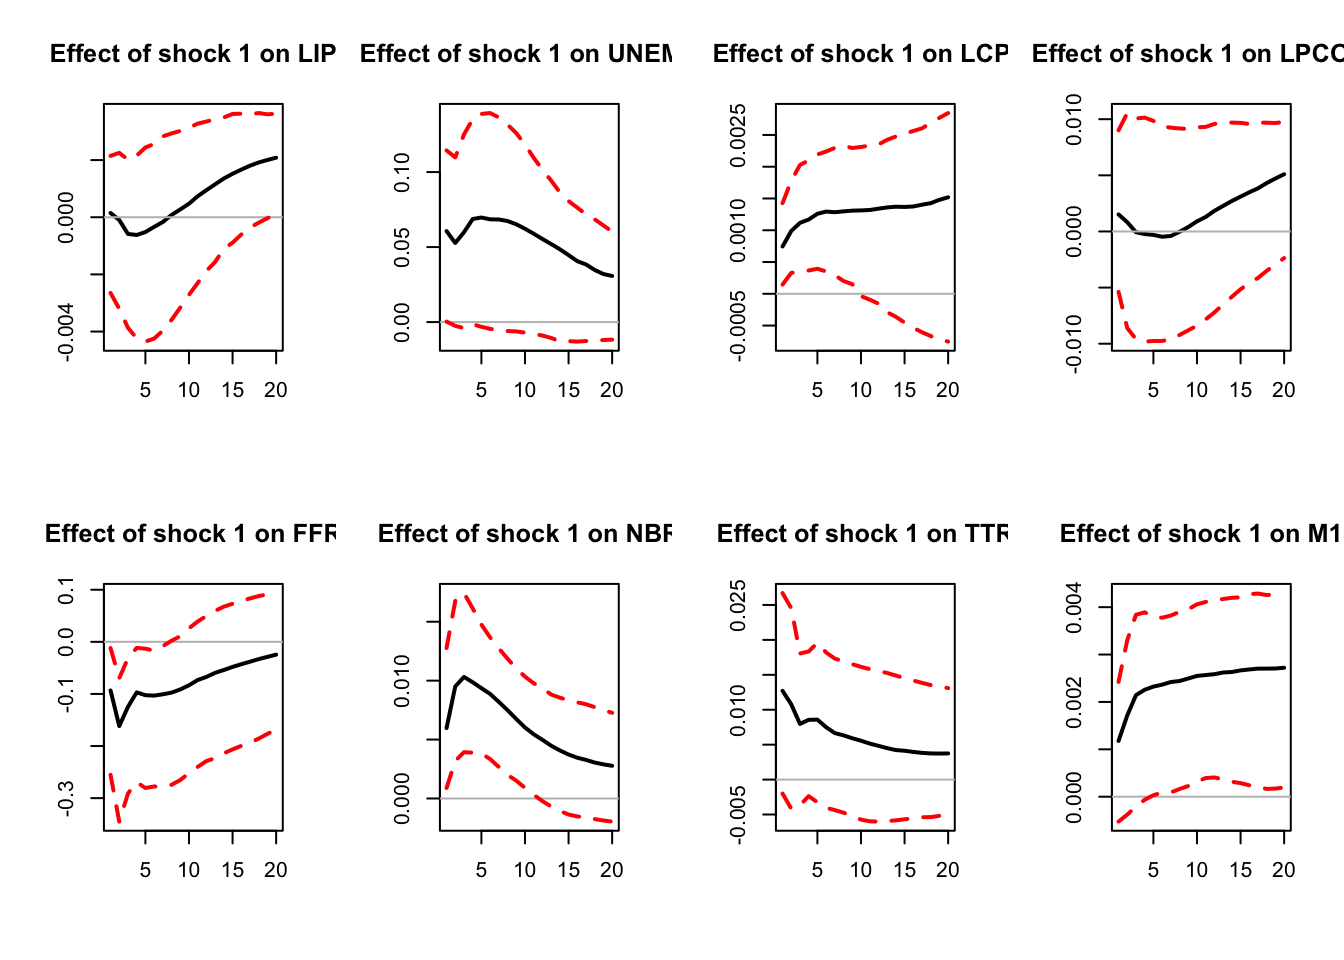 Effect of shock 1 on LIP
Effect of shock 1 on UNEM
Effect of shock 1 on LCP
Effect of shock 1 on LPCO
0.000
-0.004
5 10 15 20
0.10
0.05
0.00
5 10 15 20
0.0025
0.0010
-0.0005
5 10 15 20
0.010
0.000
-0.010
5 10 15 20
Effect of shock 1 on FFR
Effect of shock 1 on NBR
Effect of shock 1 on TTR
Effect of shock 1 on M1
0.1
0.0
-0.1
-0.3
5 10 15 20
0.010
0.000
5 10 15 20
0.025
0.010
-0.005
5 10 15 20
0.004
0.002
0.000
5 10 15 20